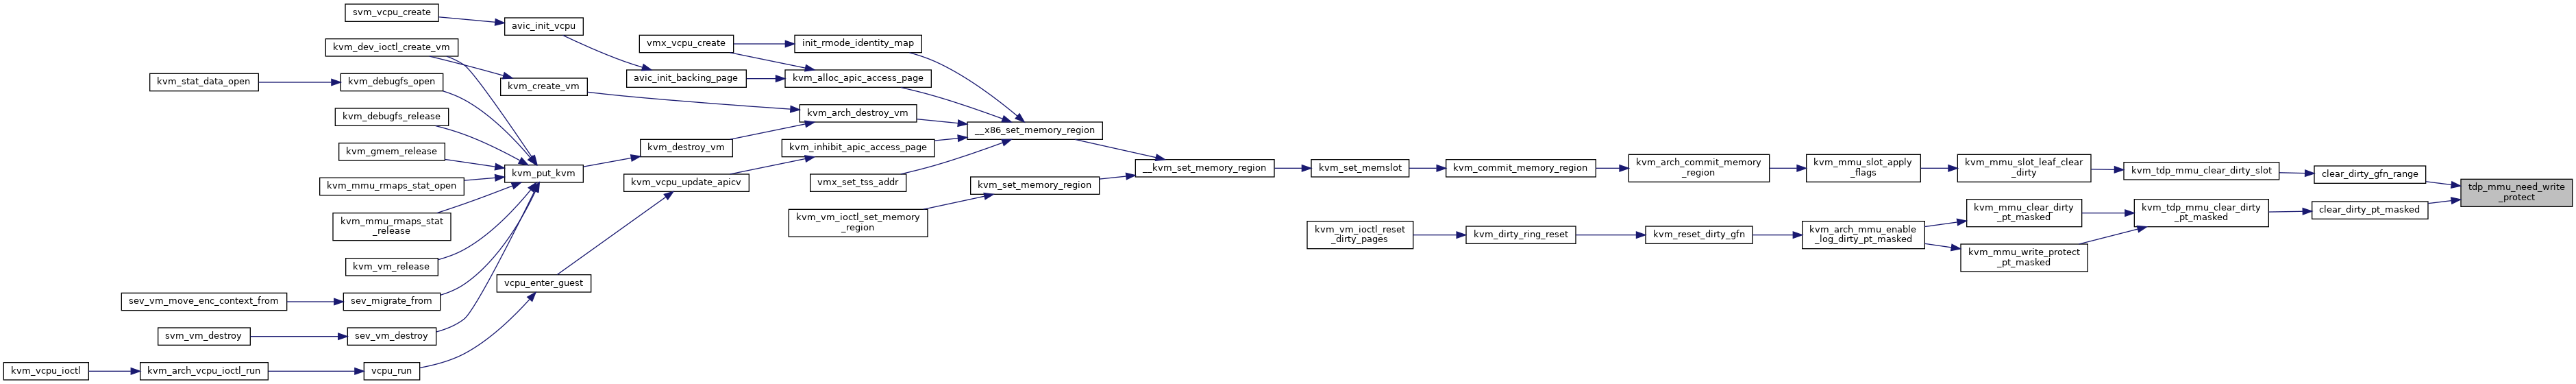 svm_vcpu_create
avic_init_vcpu
kvm_dev_ioctl_create_vm
vmx_vcpu_create
init_rmode_identity_map
kvm_stat_data_open
kvm_debugfs_open
kvm_create_vm
avic_init_backing_page
kvm_alloc_apic_access_page
kvm_debugfs_release
kvm_arch_destroy_vm
__x86_set_memory_region
kvm_gmem_release
kvm_destroy_vm
kvm_inhibit_apic_access_page
kvm_put_kvm
kvm_mmu_rmaps_stat_open
kvm_vcpu_update_apicv
vmx_set_tss_addr
kvm_set_memory_region
__kvm_set_memory_region
kvm_set_memslot
kvm_commit_memory_region
kvm_arch_commit_memory
_region
kvm_mmu_slot_apply
_flags
kvm_mmu_slot_leaf_clear
_dirty
kvm_tdp_mmu_clear_dirty_slot
clear_dirty_gfn_range
tdp_mmu_need_write
_protect
kvm_mmu_rmaps_stat
_release
kvm_vm_ioctl_set_memory
_region
kvm_vm_ioctl_reset
_dirty_pages
kvm_dirty_ring_reset
kvm_reset_dirty_gfn
kvm_arch_mmu_enable
_log_dirty_pt_masked
kvm_mmu_clear_dirty
_pt_masked
kvm_tdp_mmu_clear_dirty
_pt_masked
clear_dirty_pt_masked
kvm_mmu_write_protect
_pt_masked
kvm_vm_release
vcpu_enter_guest
sev_vm_move_enc_context_from
sev_migrate_from
svm_vm_destroy
sev_vm_destroy
kvm_vcpu_ioctl
kvm_arch_vcpu_ioctl_run
vcpu_run